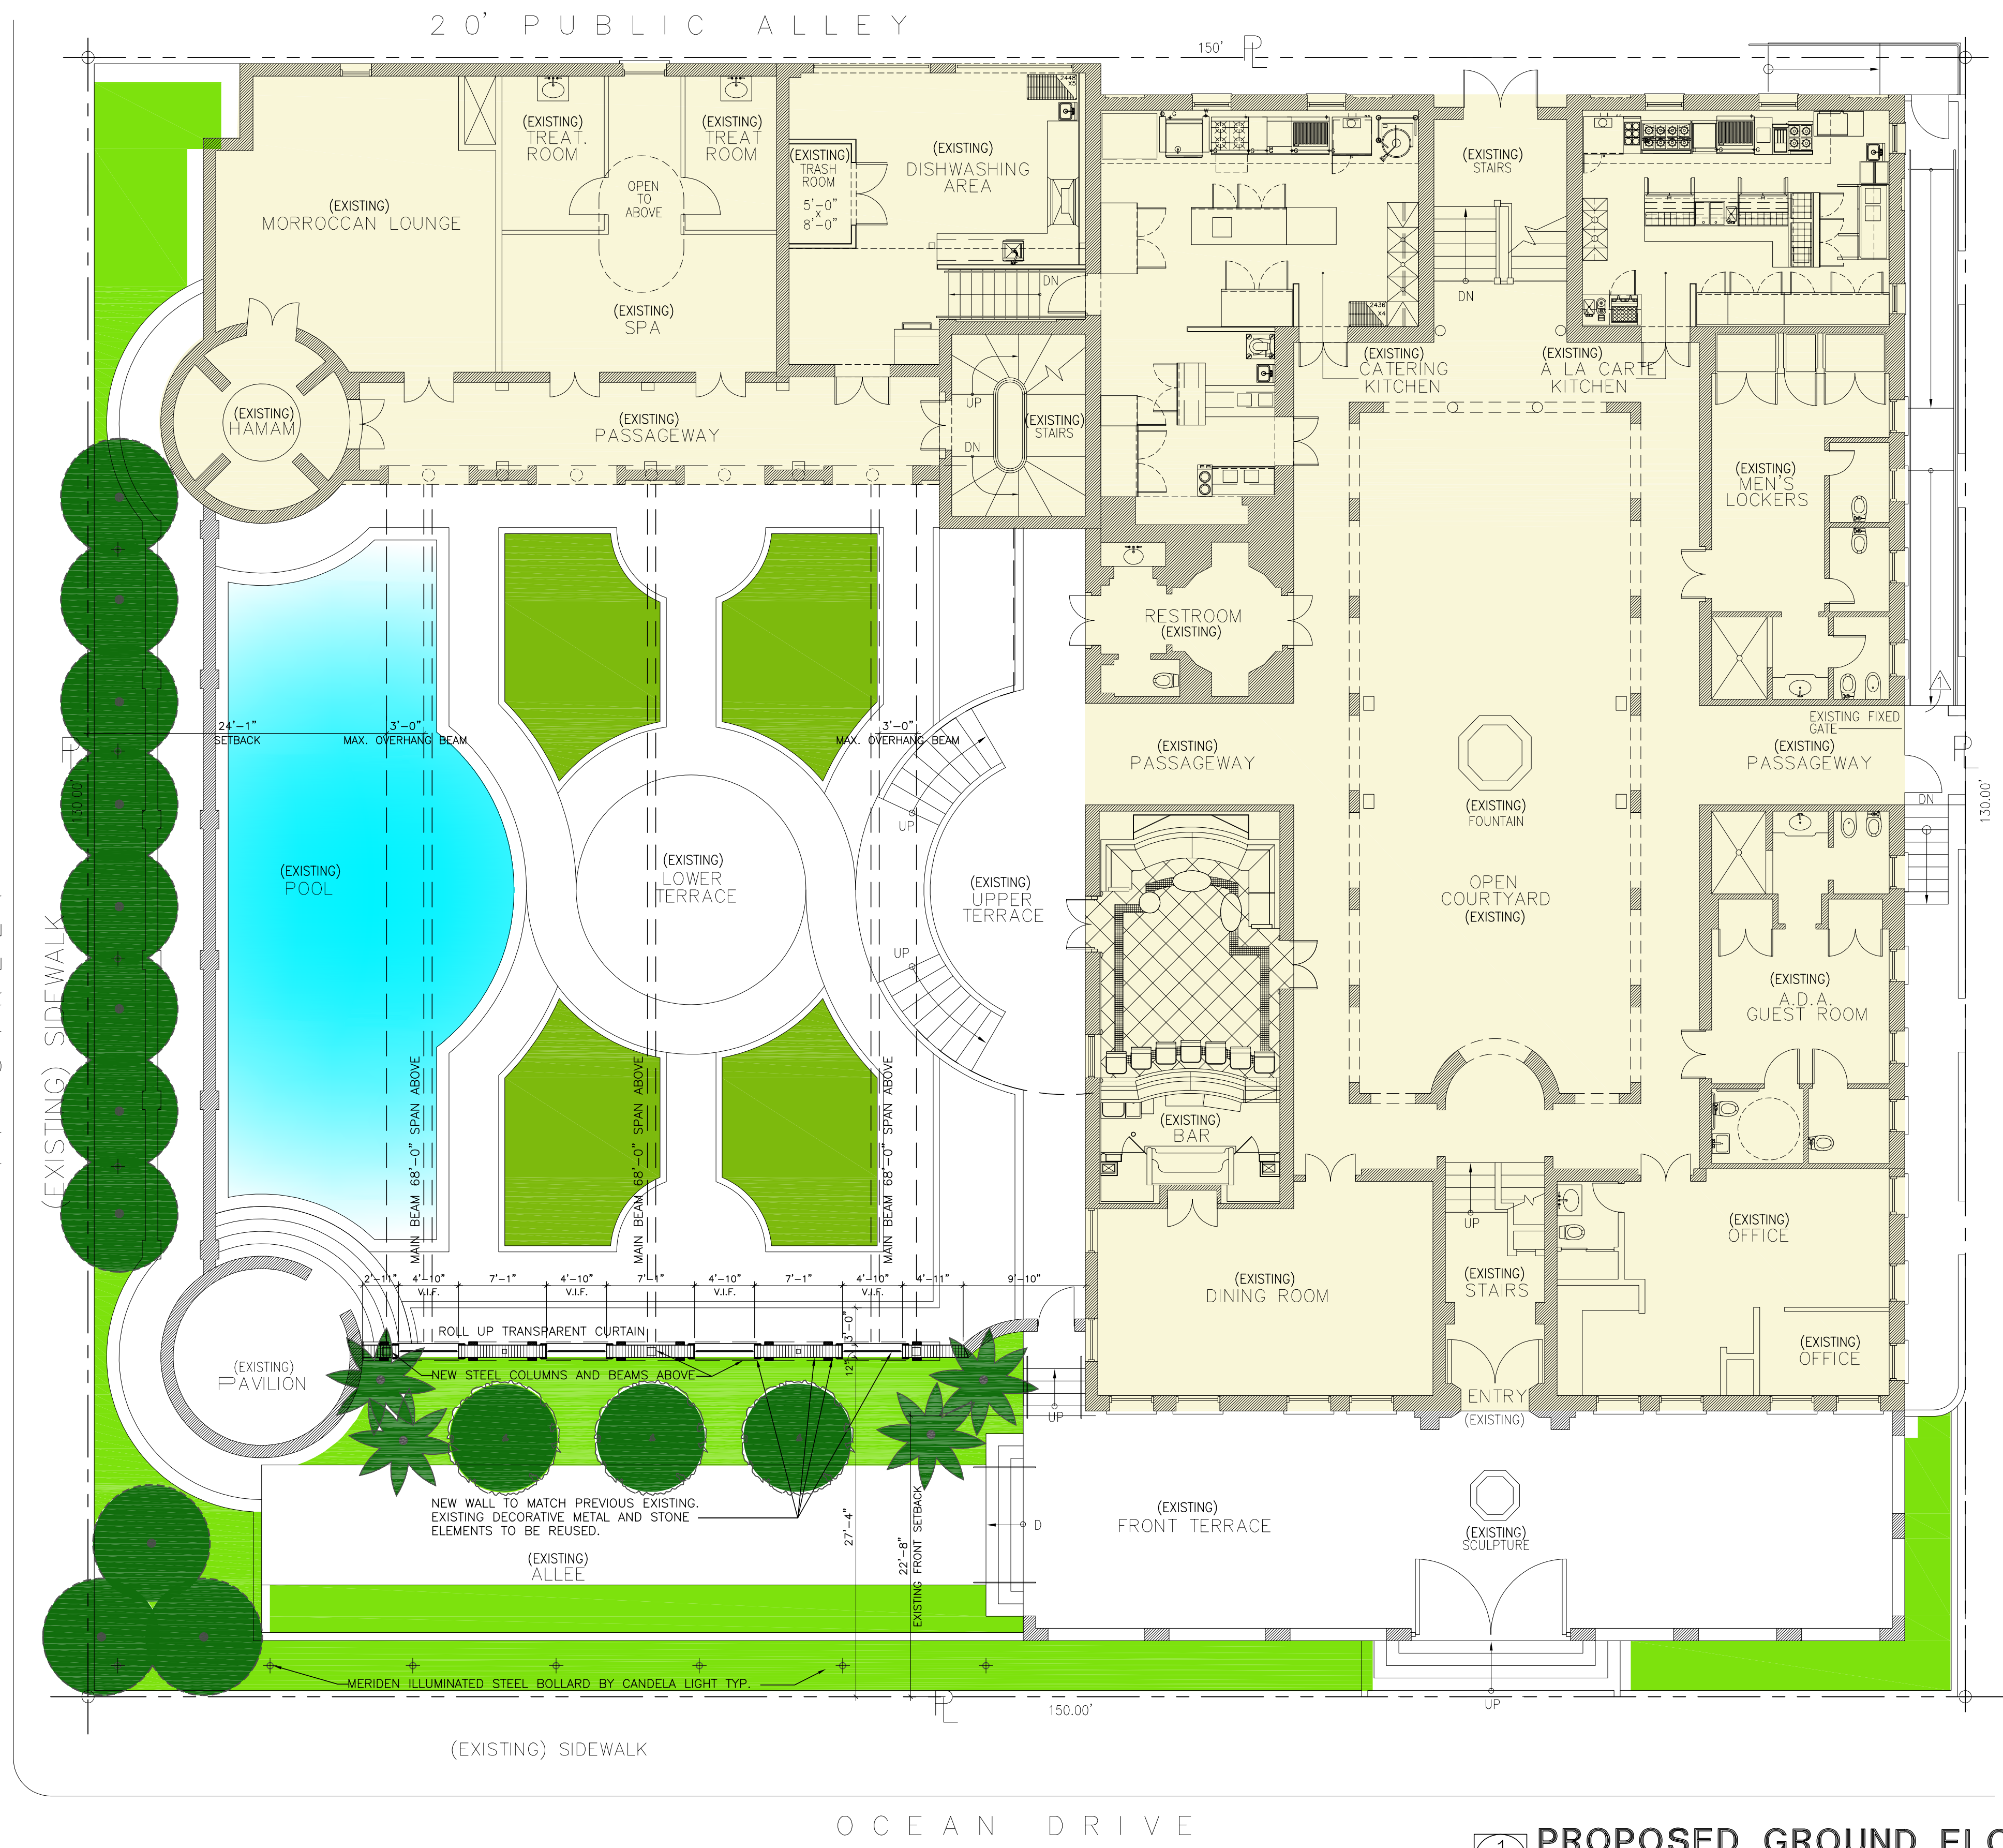 20' PUBLIC ALLEY
150'
(EXISTING)
TREAT.
ROOM
(EXISTING)
TREAT
ROOM
OPEN
TO
ABOVE
(EXISTING)
TRASH
ROOM
5'-0"
x
8'-0"
(EXISTING)
DISHWASHING
AREA
2448
X5
(EXISTING)
STAIRS
(EXISTING)
MORROCCAN LOUNGE
(EXISTING)
SPA
DN
DN
2436
X4
(EXISTING)
CATERING
KITCHEN
(EXISTING)
A LA CARTE
KITCHEN
(EXISTING)
HAMAM
(EXISTING)
PASSAGEWAY
UP
DN
(EXISTING)
STAIRS
(EXISTING)
MEN'S
LOCKERS
RESTROOM
(EXISTING)
1
24'-1"
SETBACK
3'-0"
MAX. OVERHANG BEAM
3'-0"
MAX. OVERHANG BEAM
(EXISTING)
PASSAGEWAY
EXISTING FIXED
GATE
(EXISTING)
PASSAGEWAY
130.00'
130.00'
DN
(EXISTING)
FOUNTAIN
UP
(EXISTING)
POOL
(EXISTING)
LOWER
TERRACE
(EXISTING)
UPPER
TERRACE
OPEN
COURTYARD
(EXISTING)
UP
(EXISTING) SIDEWALK
(EXISTING)
A.D.A.
GUEST ROOM
MAIN BEAM 68'-0" SPAN ABOVE
MAIN BEAM 68'-0" SPAN ABOVE
MAIN BEAM 68'-0" SPAN ABOVE
(EXISTING)
BAR
UP
(EXISTING)
OFFICE
2'-11"
4'-10"
7'-1"
4'-10"
7'-1"
4'-10"
7'-1"
4'-10"
4'-11"
9'-10"
V.I.F.
V.I.F.
V.I.F.
V.I.F.
(EXISTING)
DINING ROOM
(EXISTING)
STAIRS
(EXISTING)
OFFICE
ROLL UP TRANSPARENT CURTAIN
3'-0"
12"
NEW STEEL COLUMNS AND BEAMS ABOVE
(EXISTING)
PAVILION
ENTRY
(EXISTING)
UP
NEW WALL TO MATCH PREVIOUS EXISTING.
EXISTING DECORATIVE METAL AND STONE
ELEMENTS TO BE REUSED.
27'-4"
22'-8"
EXISTING FRONT SETBACK
D
(EXISTING)
FRONT TERRACE
(EXISTING)
SCULPTURE
(EXISTING)
ALLEE
MERIDEN ILLUMINATED STEEL BOLLARD BY CANDELA LIGHT TYP.
UP
150.00'
(EXISTING) SIDEWALK
OCEAN DRIVE
1
PROPOSED GROUND FLO